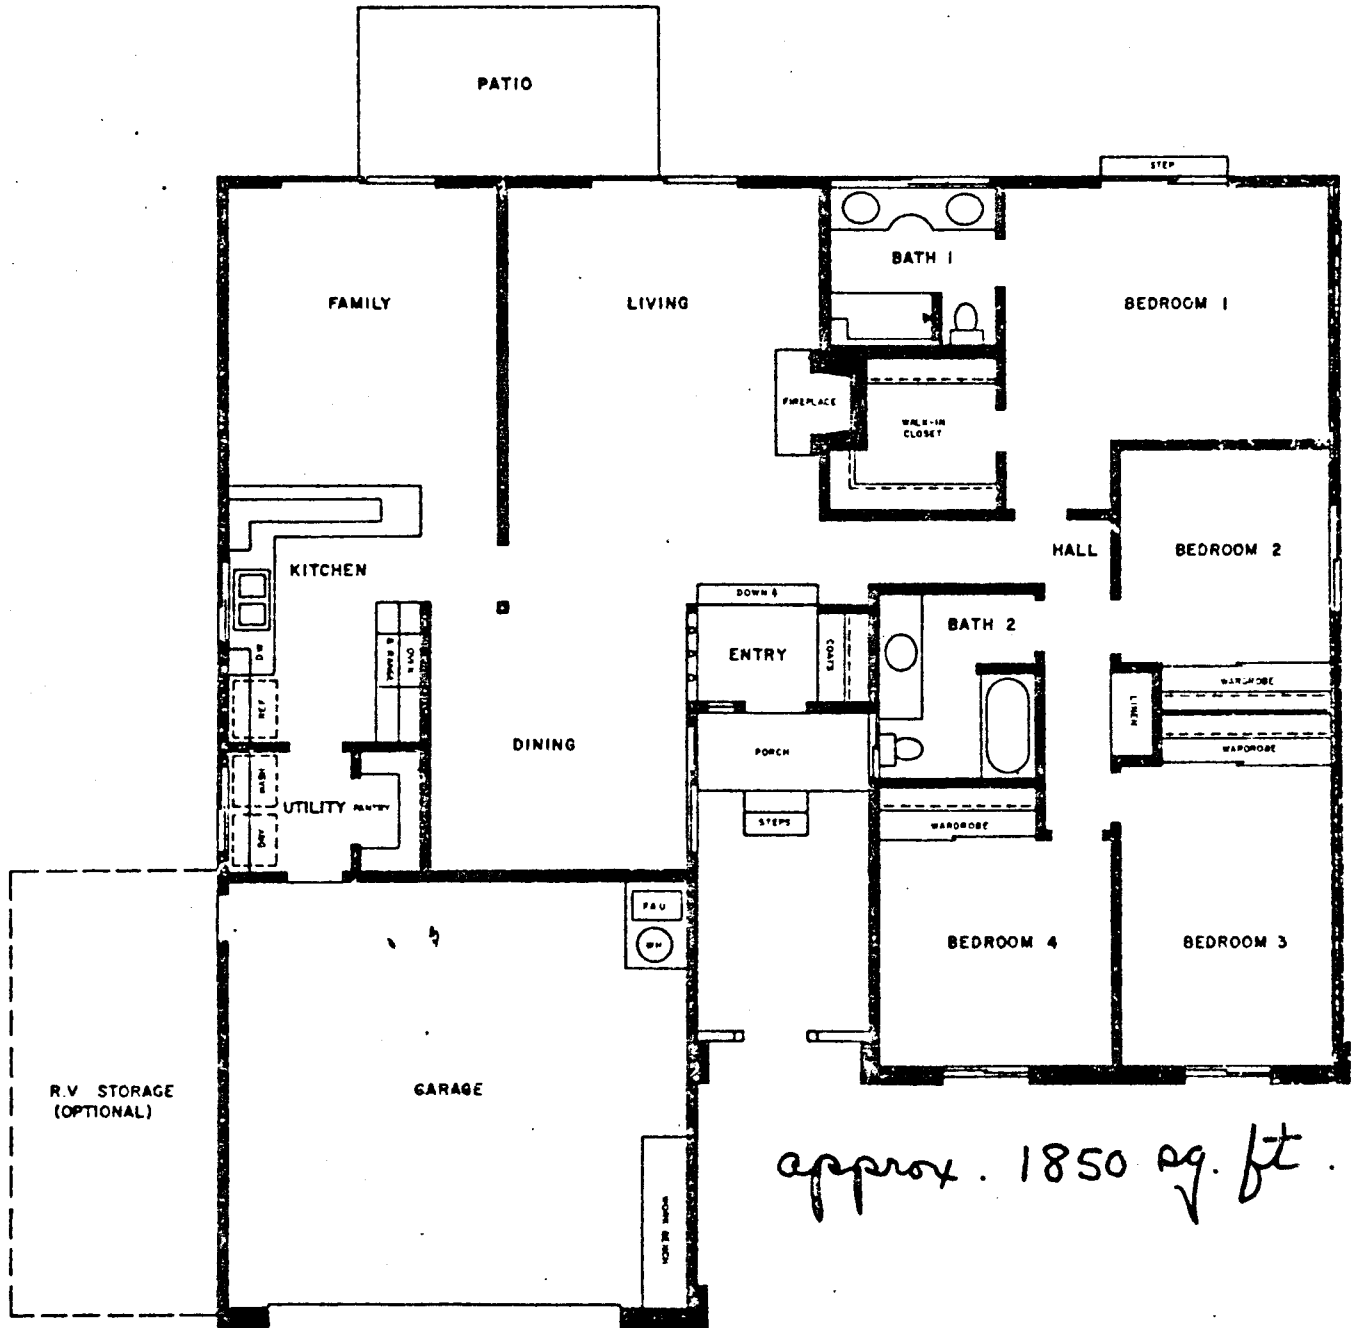 PATIO
STEP
BATH 1
FAMILY
LIVING
BEDROOM 1
FIREPLACE
WALK-IN
CLOSET
HALL
BEDROOM 2
KITCHEN
DOWN 6
BATH 2
ENTRY
COATS
D.W.
OVEN
& RANGE
REF
WARDROBE
LINEN
DINING
PORCH
WARDROBE
WASH
UTILITY
PANTRY
DRY
STEPS
WARDROBE
FAU
WH
BEDROOM 4
BEDROOM 3
R.V STORAGE
(OPTIONAL)
GARAGE
WORK BENCH
approx. 1850 sq. ft.